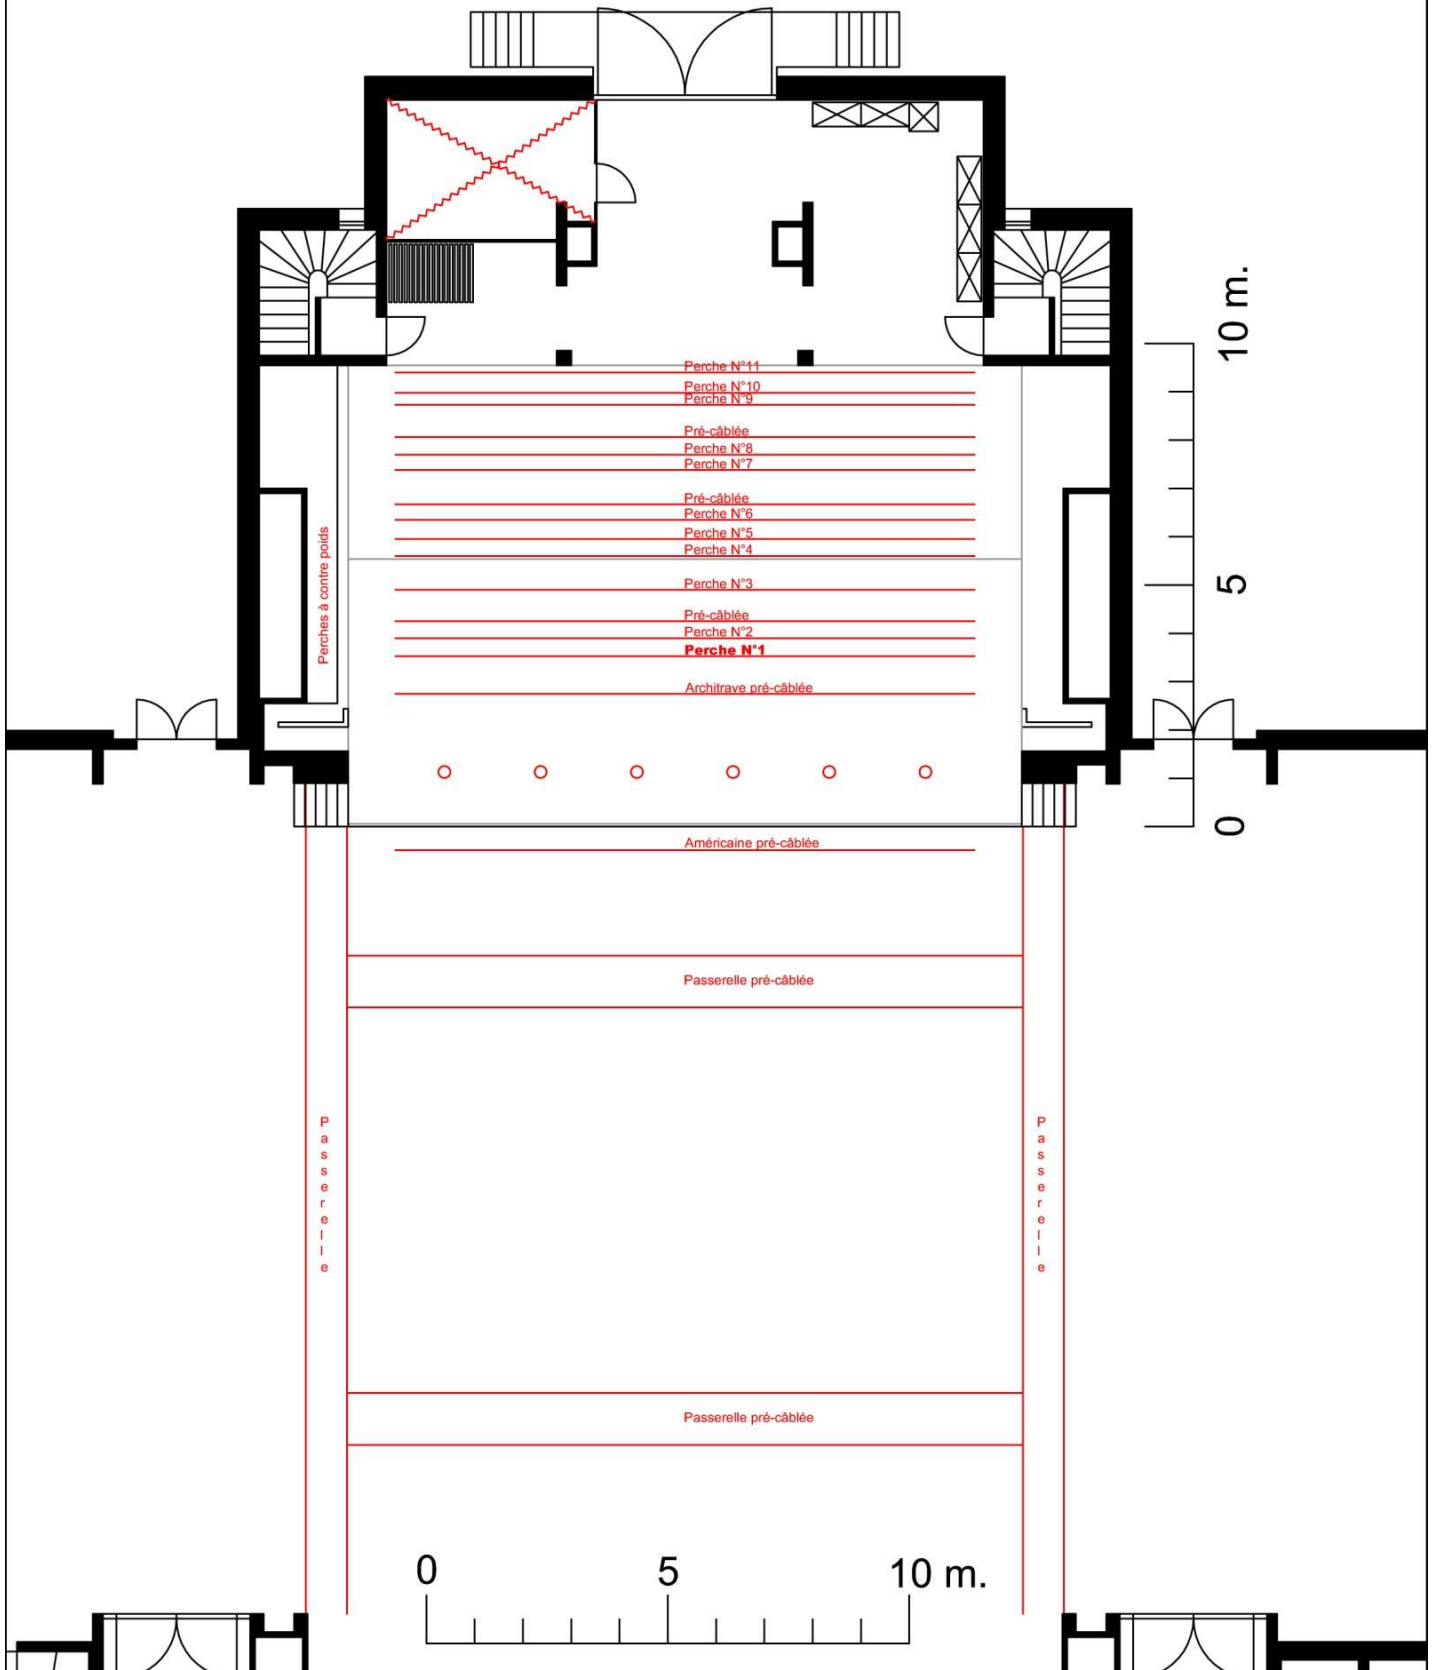 Perche N°11
Perche N°10
Perche N°9
Pré-câblée
Perche N°8
Perche N°7
Pré-câblée
Perche N°6
Perche N°5
Perche N°4
Perche N°3
Pré-câblée
Perche N°2
Perche N°1
Architrave pré-câblée
Perches à contre poids
10 m.
5
0
Américaine pré-câblée
Passerelle pré-câblée
Passerelle
Passerelle
Passerelle pré-câblée
0 5 10 m.